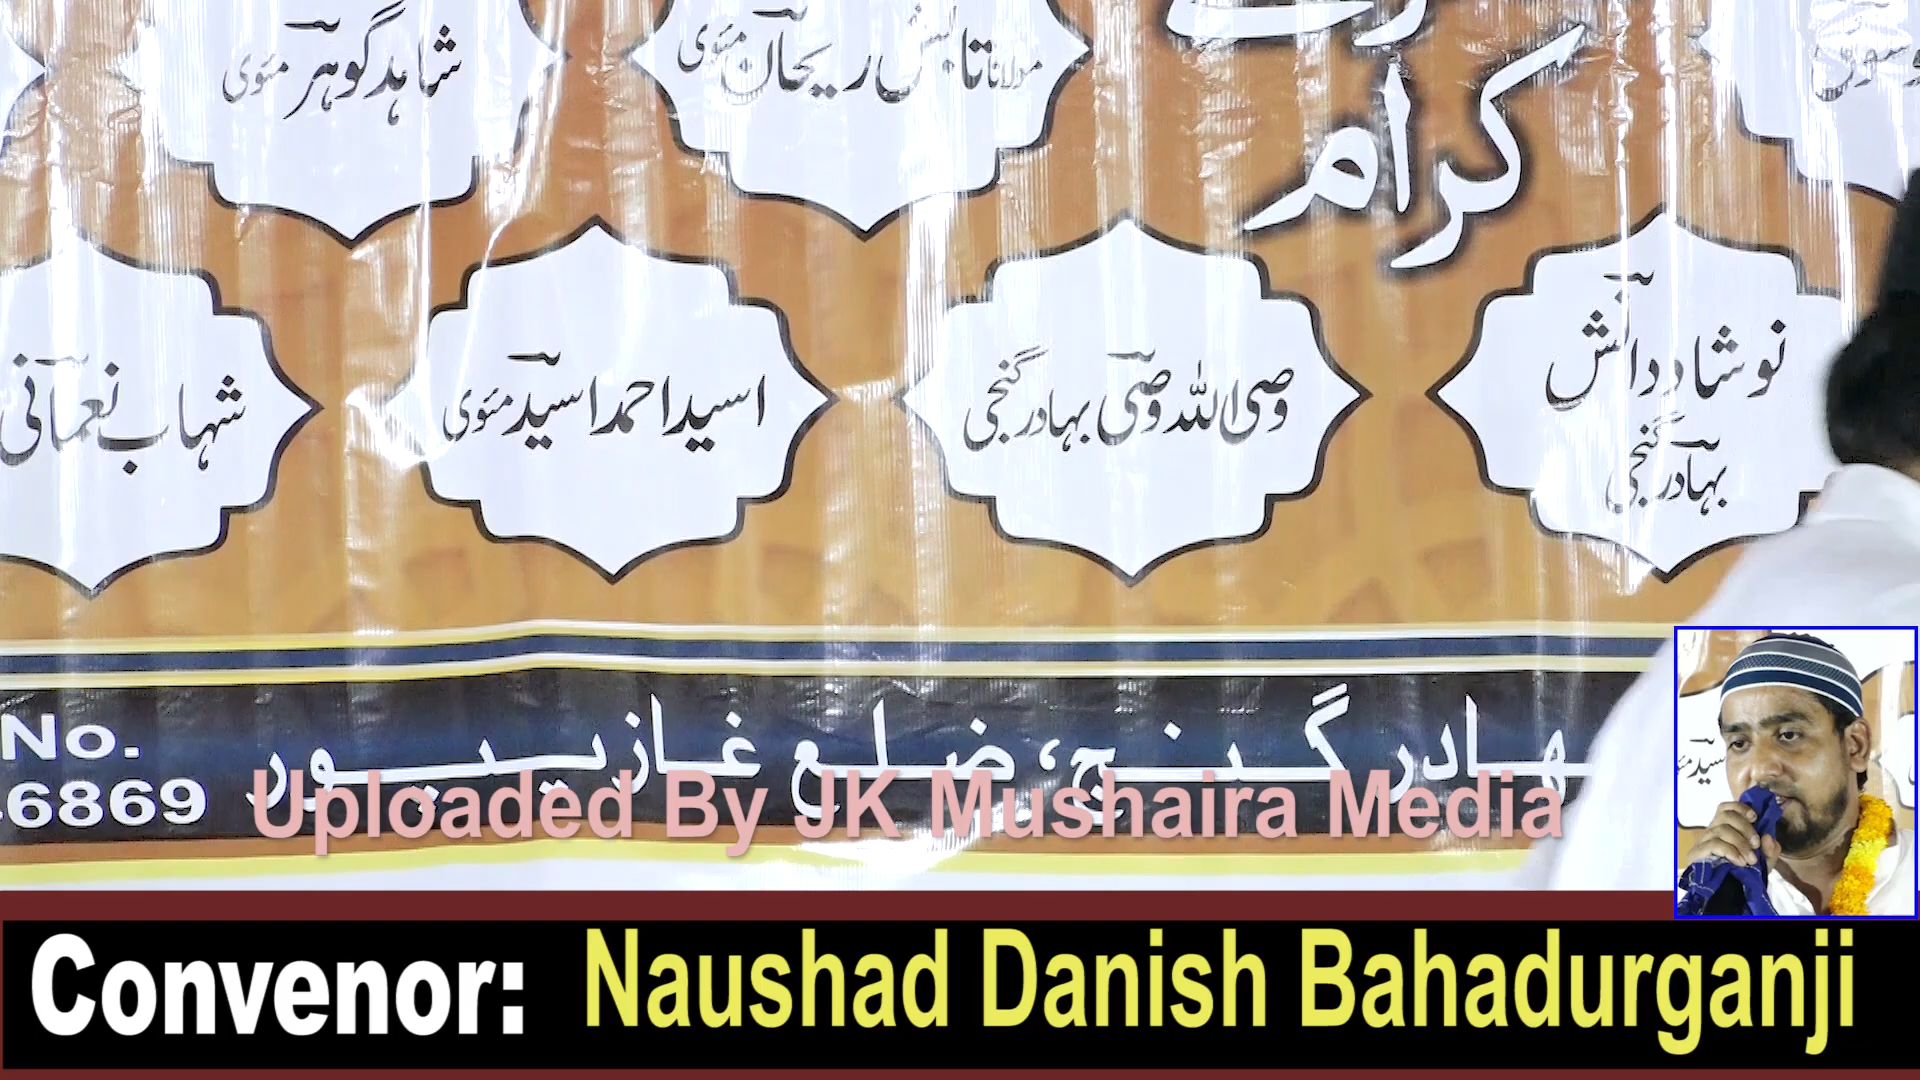 کرام
مولانا تابش ریحان مئوی
شاہد گوہر مئوی
نوشاد دانش
بہادر گنجی
وصی اللہ وصی بہادر گنجی
اسید احمد اسید مئوی
شہاب نعمانی
بہادر گنج، ضلع غازیپور
No.
6869
Uploaded By JK Mushaira Media
Convenor: Naushad Danish Bahadurganji